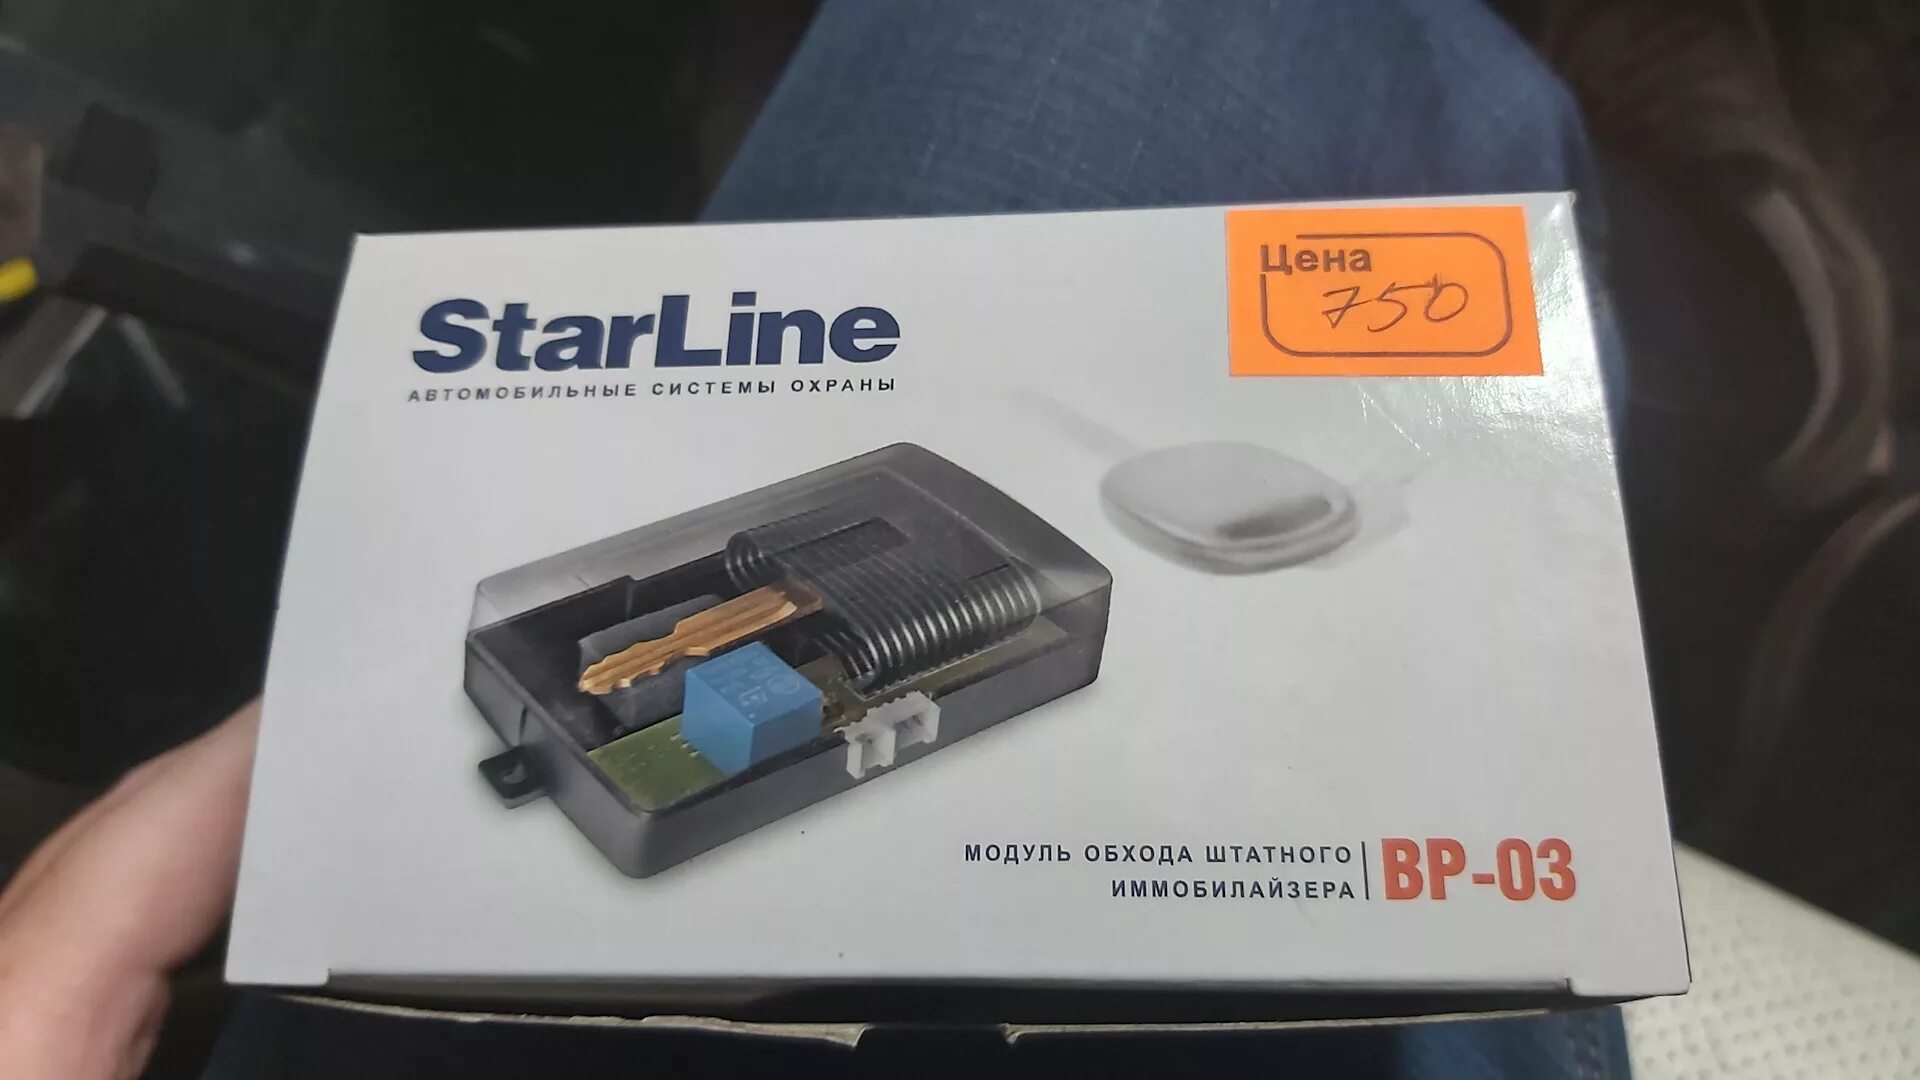 Цена
750
StarLine
АВТОМОБИЛЬНЫЕ СИСТЕМЫ ОХРАНЫ
МОДУЛЬ ОБХОДА ШТАТНОГО
ИММОБИЛАЙЗЕРА
BP-03